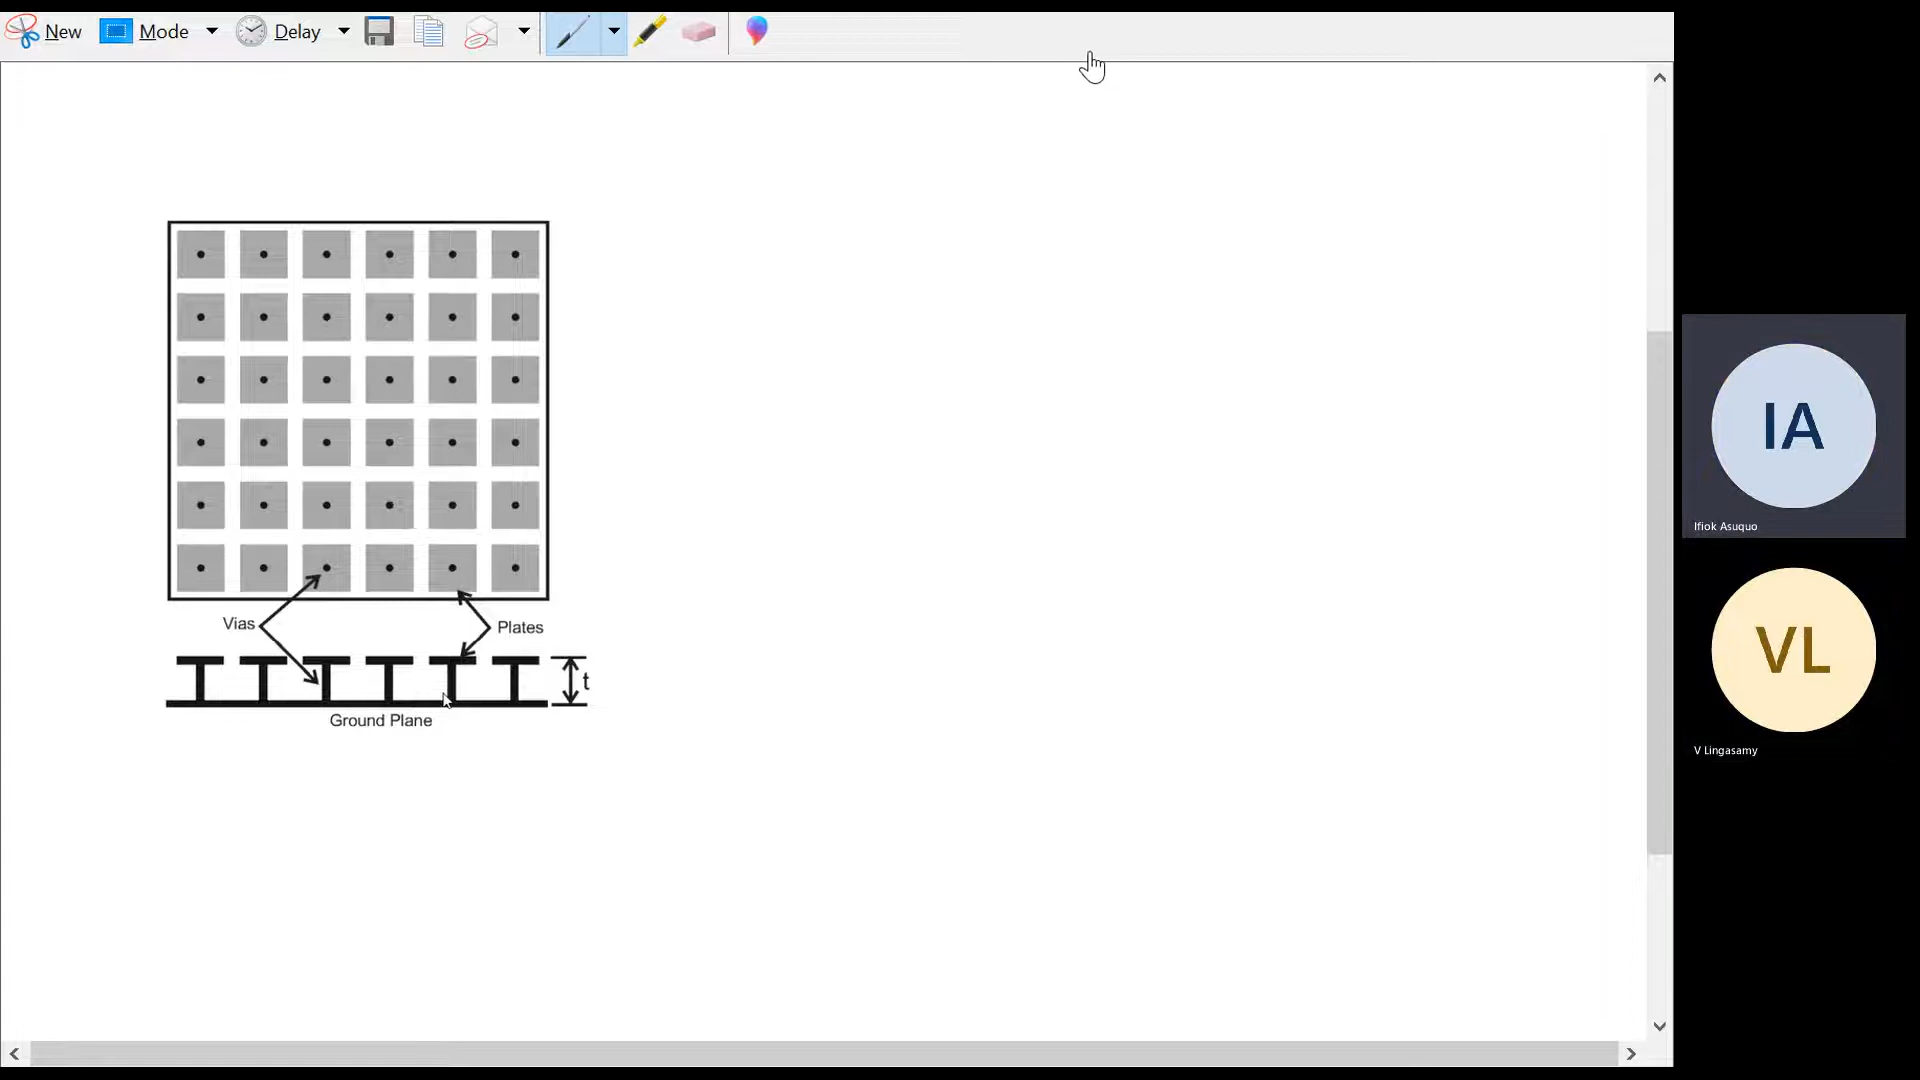 New Mode Delay
Vias
Plates
t
Ground Plane
IA
Ifiok Asuquo
VL
V Lingasamy